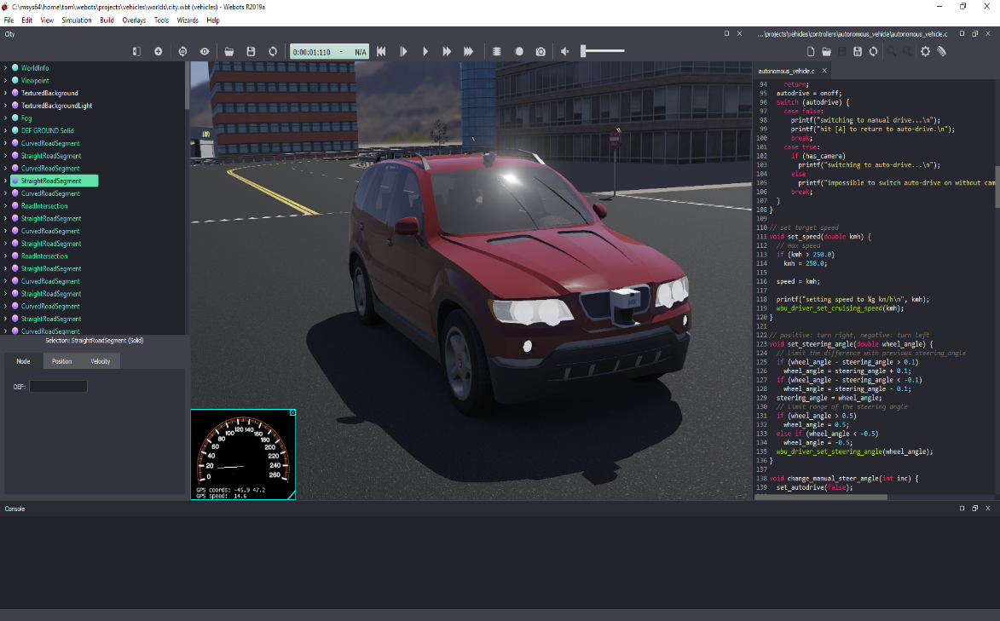 C:\msys64\home\tom\webots\projects\vehicles\worlds\city.wbt (vehicles) - Webots R2019a
File Edit View Simulation Build Overlays Tools Wizards Help
City
...\projects\vehicles\controllers\autonomous_vehicle\autonomous_vehicle.c
0:00:01:110 - N/A
WorldInfo
Viewpoint
TexturedBackground
TexturedBackgroundLight
Fog
DEF GROUND Solid
CurvedRoadSegment
StraightRoadSegment
CurvedRoadSegment
StraightRoadSegment
CurvedRoadSegment
RoadIntersection
StraightRoadSegment
CurvedRoadSegment
StraightRoadSegment
RoadIntersection
StraightRoadSegment
CurvedRoadSegment
StraightRoadSegment
CurvedRoadSegment
StraightRoadSegment
CurvedRoadSegment
Selection: StraightRoadSegment (Solid)
Node Position Velocity
DEF:
0 20 40 60 80 100 120 140 160 180 200 220 240 260
GPS coords: -45.9 47.2
GPS speed: 14.6
autonomous_vehicle.c
94 return;
95 autodrive = onoff;
96 switch (autodrive) {
97 case false:
98 printf("switching to manual drive...\n");
99 printf("hit [A] to return to auto-drive.\n");
100 break;
101 case true:
102 if (has_camera)
103 printf("switching to auto-drive...\n");
104 else
105 printf("impossible to switch auto-drive on without cam
106 break;
107 }
108 }
109
110 // set target speed
111 void set_speed(double kmh) {
112 // max speed
113 if (kmh > 250.0)
114 kmh = 250.0;
115
116 speed = kmh;
117
118 printf("setting speed to %g km/h\n", kmh);
119 wbu_driver_set_cruising_speed(kmh);
120 }
121
122 // positive: turn right, negative: turn left
123 void set_steering_angle(double wheel_angle) {
124 // limit the difference with previous steering_angle
125 if (wheel_angle - steering_angle > 0.1)
126 wheel_angle = steering_angle + 0.1;
127 if (wheel_angle - steering_angle < -0.1)
128 wheel_angle = steering_angle - 0.1;
129 steering_angle = wheel_angle;
130 // limit range of the steering angle
131 if (wheel_angle > 0.5)
132 wheel_angle = 0.5;
133 else if (wheel_angle < -0.5)
134 wheel_angle = -0.5;
135 wbu_driver_set_steering_angle(wheel_angle);
136 }
137
138 void change_manual_steer_angle(int inc) {
139 set_autodrive(false);
Console